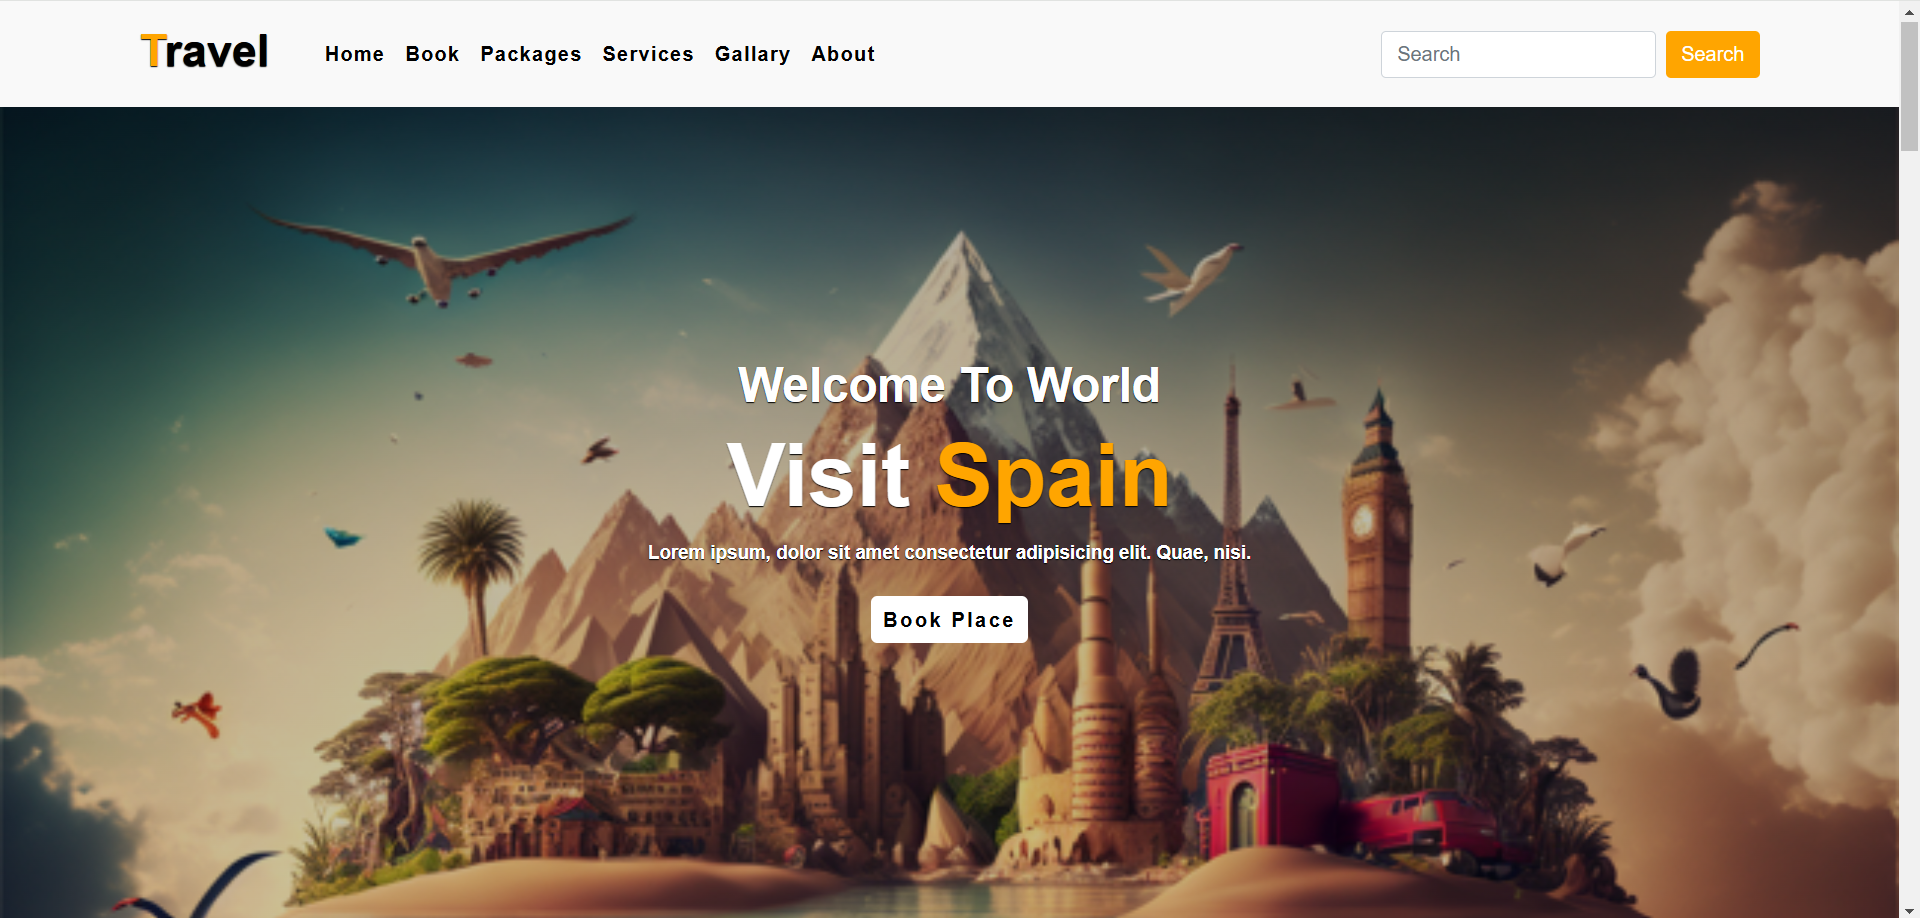 Travel Home Book Packages Services Gallary About Search Search
Welcome To World
Visit Spain
Lorem ipsum, dolor sit amet consectetur adipisicing elit. Quae, nisi.
Book Place